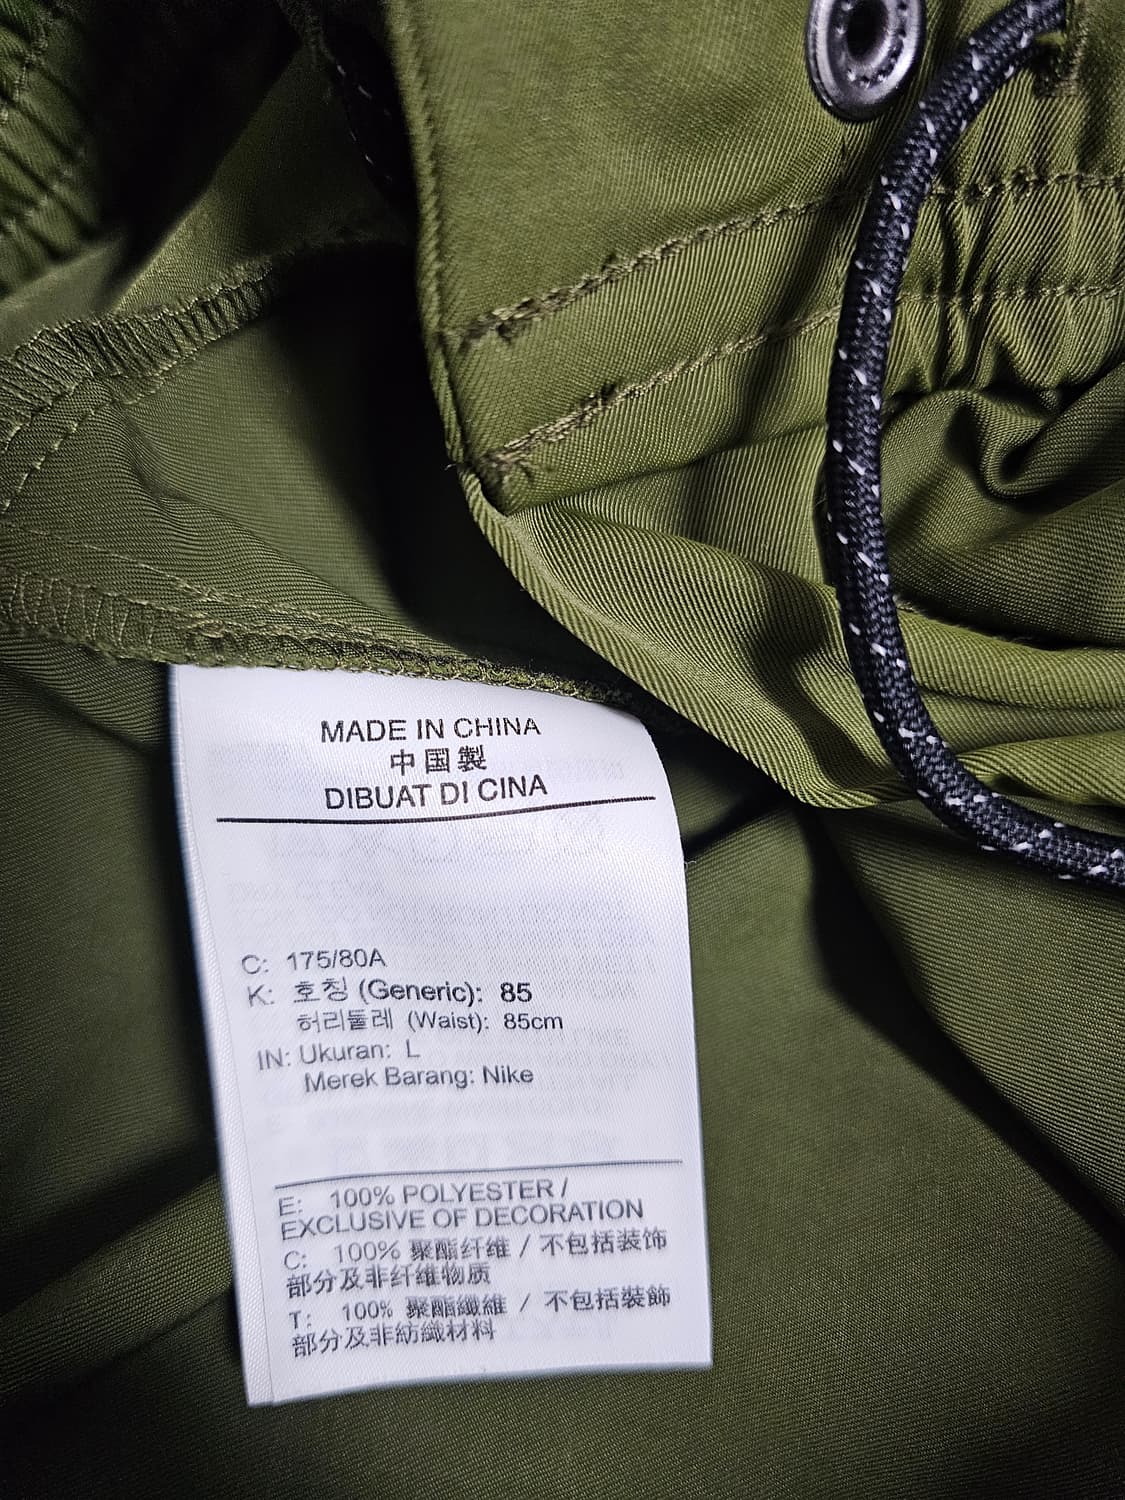 MADE IN CHINA
中国製
DIBUAT DI CINA
C: 175/80A
K: 호칭 (Generic): 85
허리둘레 (Waist): 85cm
IN: Ukuran: L
Merek Barang: Nike
E: 100% POLYESTER /
EXCLUSIVE OF DECORATION
C: 100% 聚酯纤维 / 不包括装饰
部分及非纤维物质
T: 100% 聚酯纖維 / 不包括裝飾
部分及非紡織材料